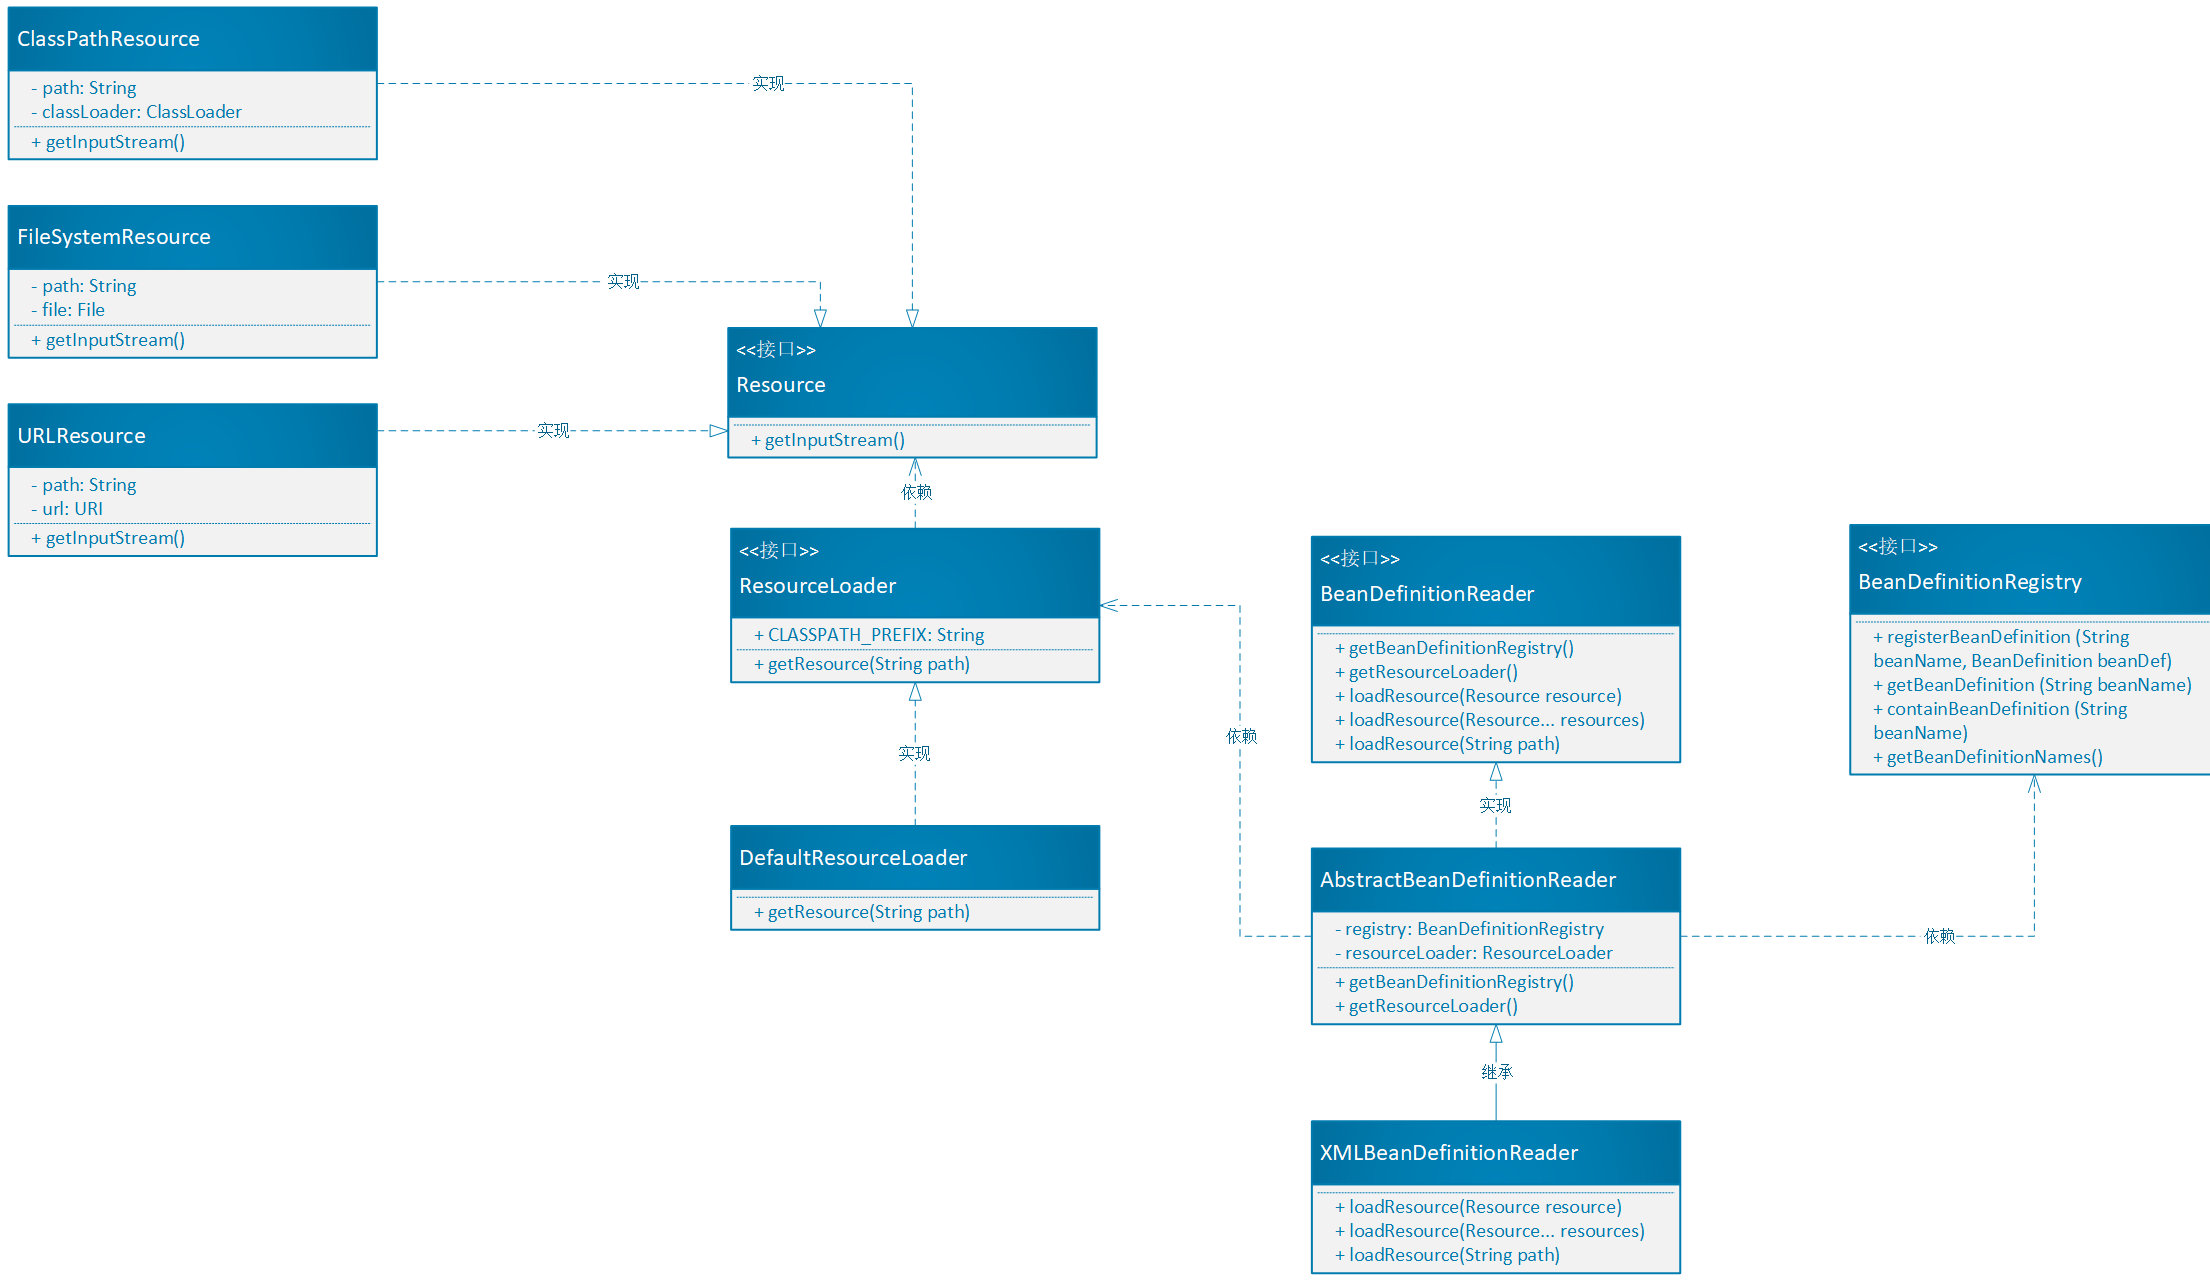 ClassPathResource
- path: String
- classLoader: ClassLoader
+ getInputStream()
实现
FileSystemResource
- path: String
- file: File
+ getInputStream()
实现
URLResource
- path: String
- url: URI
+ getInputStream()
实现
<<接口>>
Resource
+ getInputStream()
依赖
<<接口>>
ResourceLoader
+ CLASSPATH_PREFIX: String
+ getResource(String path)
实现
DefaultResourceLoader
+ getResource(String path)
依赖
<<接口>>
BeanDefinitionReader
+ getBeanDefinitionRegistry()
+ getResourceLoader()
+ loadResource(Resource resource)
+ loadResource(Resource... resources)
+ loadResource(String path)
实现
AbstractBeanDefinitionReader
- registry: BeanDefinitionRegistry
- resourceLoader: ResourceLoader
+ getBeanDefinitionRegistry()
+ getResourceLoader()
继承
XMLBeanDefinitionReader
+ loadResource(Resource resource)
+ loadResource(Resource... resources)
+ loadResource(String path)
<<接口>>
BeanDefinitionRegistry
+ registerBeanDefinition (String
beanName, BeanDefinition beanDef)
+ getBeanDefinition (String beanName)
+ containBeanDefinition (String
beanName)
+ getBeanDefinitionNames()
依赖